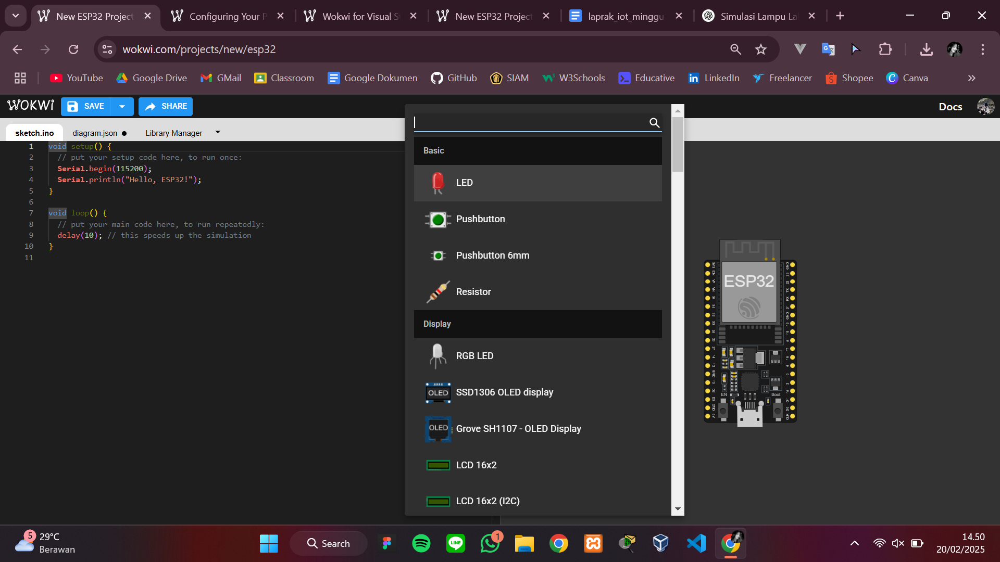 New ESP32 Project
Configuring Your P
Wokwi for Visual S
New ESP32 Project
laprak_iot_minggu
Simulasi Lampu La
wokwi.com/projects/new/esp32
YouTube
Google Drive
GMail
Classroom
Google Dokumen
GitHub
SIAM
W3Schools
Educative
LinkedIn
Freelancer
Shopee
Canva
WOKWi
SAVE
SHARE
Docs
sketch.ino
diagram.json
Library Manager
1 void setup() {
2 // put your setup code here, to run once:
3 Serial.begin(115200);
4 Serial.println("Hello, ESP32!");
5 }
6
7 void loop() {
8 // put your main code here, to run repeatedly:
9 delay(10); // this speeds up the simulation
10 }
11
Basic
LED
Pushbutton
Pushbutton 6mm
Resistor
Display
RGB LED
OLED
SSD1306 OLED display
OLED
Grove SH1107 - OLED Display
LCD 16x2
LCD 16x2 (I2C)
ESP32
EN
Boot
5
29°C
Berawan
Search
LINE
1
14.50
20/02/2025